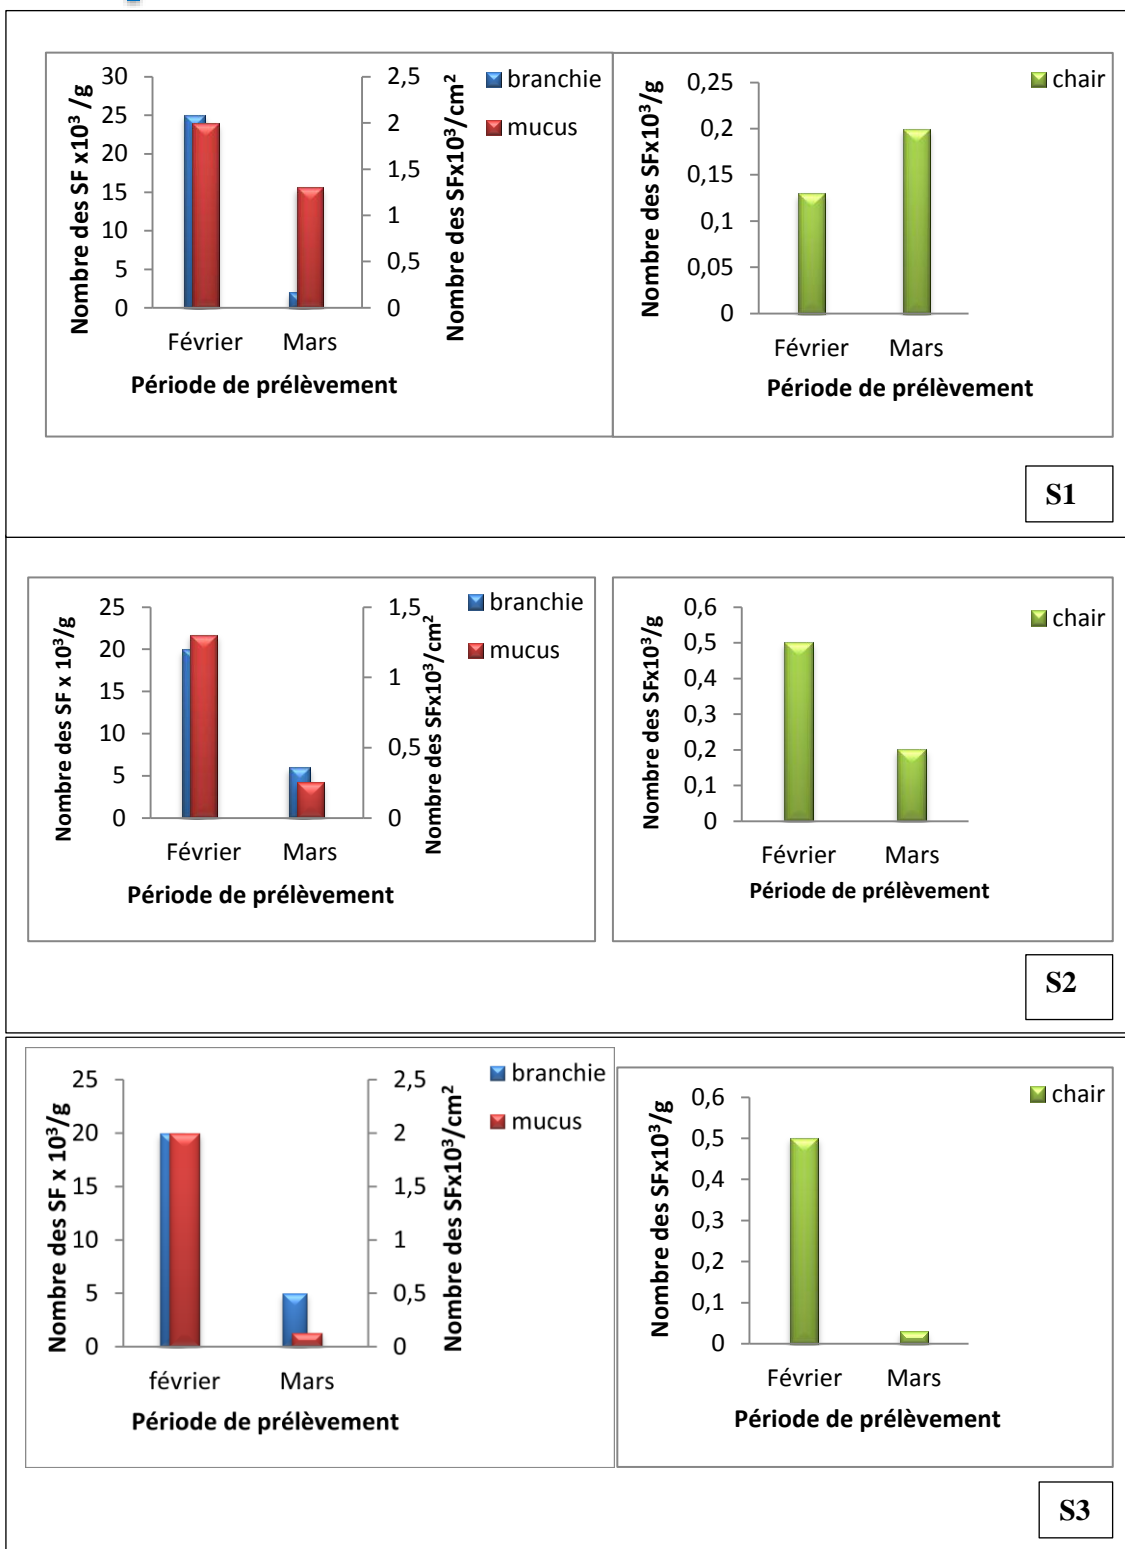 Nombre des SF x10³ /g
30
25
20
15
10
5
0
2,5
2
1,5
1
0,5
0
Nombre des SFx10³/cm²
branchie
mucus
Février Mars
Période de prélèvement
Nombre des SFx10³/g
0,25
0,2
0,15
0,1
0,05
0
chair
Février Mars
Période de prélèvement
S1
Nombre des SF x 10³/g
25
20
15
10
5
0
1,5
1
0,5
0
Nombre des SFx10³/cm²
branchie
mucus
Février Mars
Période de prélèvement
Nombre des SFx10³/g
0,6
0,5
0,4
0,3
0,2
0,1
0
chair
Février Mars
Période de prélèvement
S2
Nombre des SF x 10³/g
25
20
15
10
5
0
2,5
2
1,5
1
0,5
0
Nombre des SFx10³/cm²
branchie
mucus
février Mars
Période de prélèvement
Nombre des SFx10³/g
0,6
0,5
0,4
0,3
0,2
0,1
0
chair
Février Mars
Période de prélèvement
S3